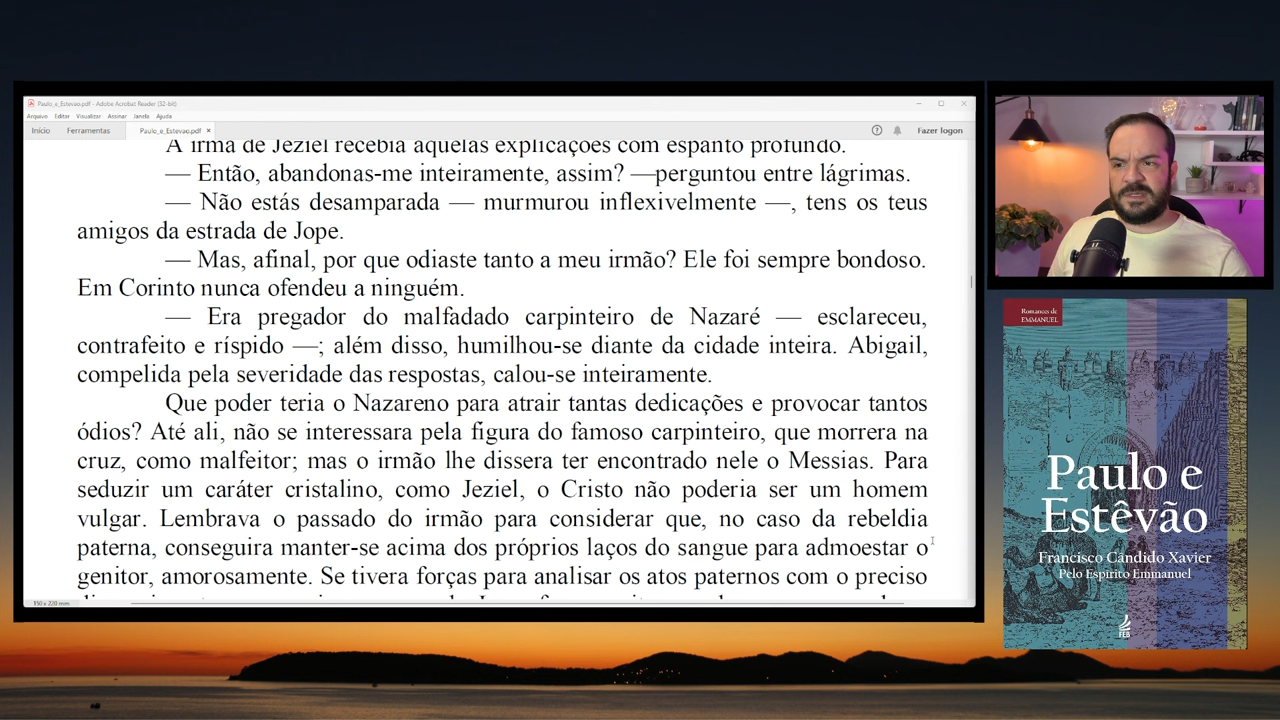 Paulo_e_Estevao.pdf - Adobe Acrobat Reader (32-bit)
Arquivo Editar Visualizar Assinar Janela Ajuda
Início Ferramentas Paulo_e_Estevao.pdf × Fazer logon
A irmã de Jeziel recebia aquelas explicações com espanto profundo.
— Então, abandonas-me inteiramente, assim? —perguntou entre lágrimas.
— Não estás desamparada — murmurou inflexivelmente —, tens os teus
amigos da estrada de Jope.
— Mas, afinal, por que odiaste tanto a meu irmão? Ele foi sempre bondoso.
Em Corinto nunca ofendeu a ninguém.
— Era pregador do malfadado carpinteiro de Nazaré — esclareceu,
contrafeito e ríspido —; além disso, humilhou-se diante da cidade inteira. Abigail,
compelida pela severidade das respostas, calou-se inteiramente.
Que poder teria o Nazareno para atrair tantas dedicações e provocar tantos
ódios? Até ali, não se interessara pela figura do famoso carpinteiro, que morrera na
cruz, como malfeitor; mas o irmão lhe dissera ter encontrado nele o Messias. Para
seduzir um caráter cristalino, como Jeziel, o Cristo não poderia ser um homem
vulgar. Lembrava o passado do irmão para considerar que, no caso da rebeldia
paterna, conseguira manter-se acima dos próprios laços do sangue para admoestar o
genitor, amorosamente. Se tivera forças para analisar os atos paternos com o preciso
150 x 220 mm
Romances de
EMMANUEL
Paulo e
Estêvão
Francisco Cândido Xavier
Pelo Espírito Emmanuel
FEB